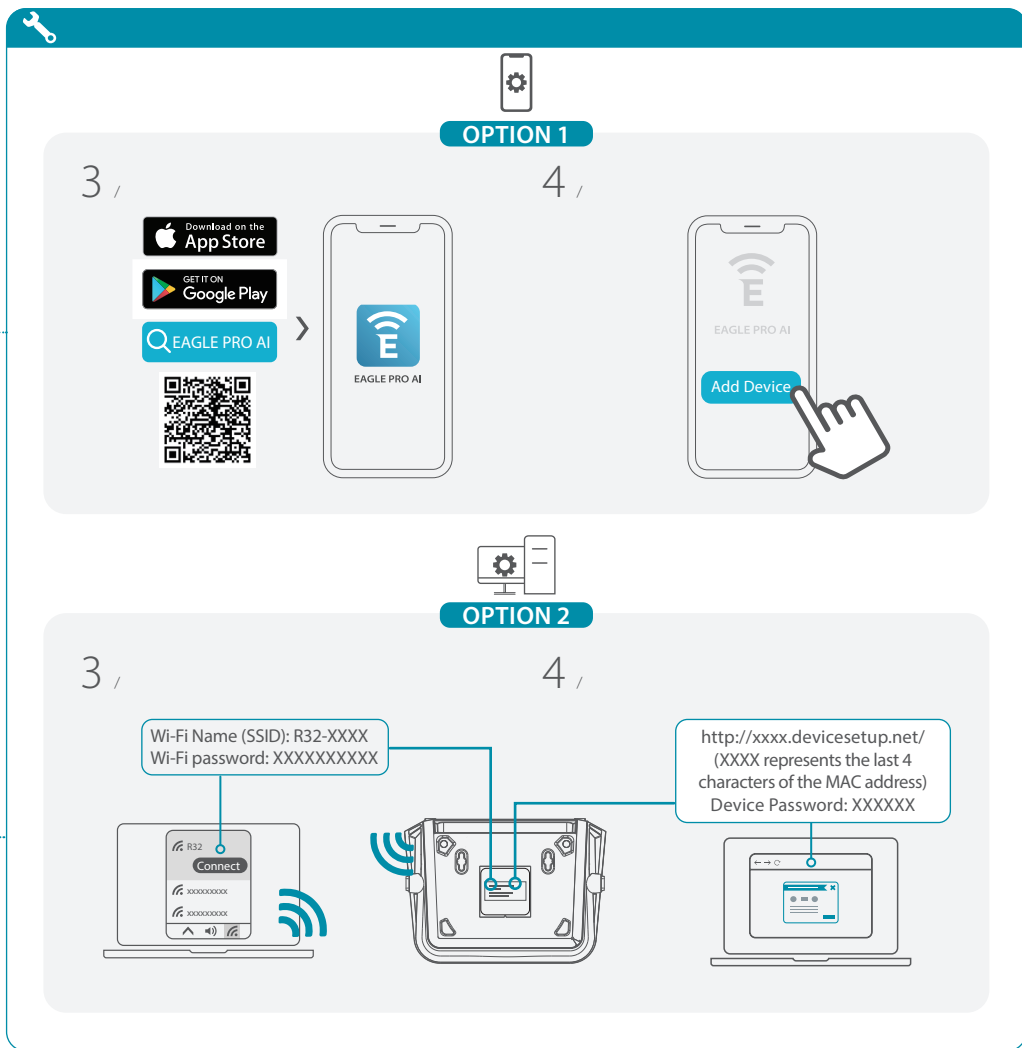 OPTION 1
3 /
Download on the
App Store
GET IT ON
Google Play
EAGLE PRO AI
E
EAGLE PRO AI
4 /
E
EAGLE PRO AI
Add Device
OPTION 2
3 /
Wi-Fi Name (SSID): R32-XXXX
Wi-Fi password: XXXXXXXXXX
R32
Connect
xxxxxxxxx
xxxxxxxxx
4 /
http://xxxx.devicesetup.net/
(XXXX represents the last 4
characters of the MAC address)
Device Password: XXXXXX